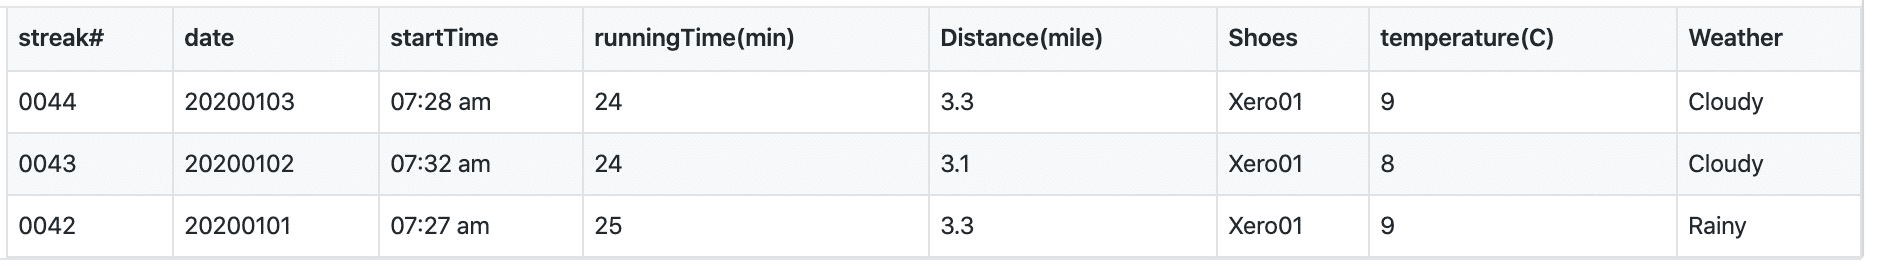 streak# date startTime runningTime(min) Distance(mile) Shoes temperature(C) Weather
0044 20200103 07:28 am 24 3.3 Xero01 9 Cloudy
0043 20200102 07:32 am 24 3.1 Xero01 8 Cloudy
0042 20200101 07:27 am 25 3.3 Xero01 9 Rainy